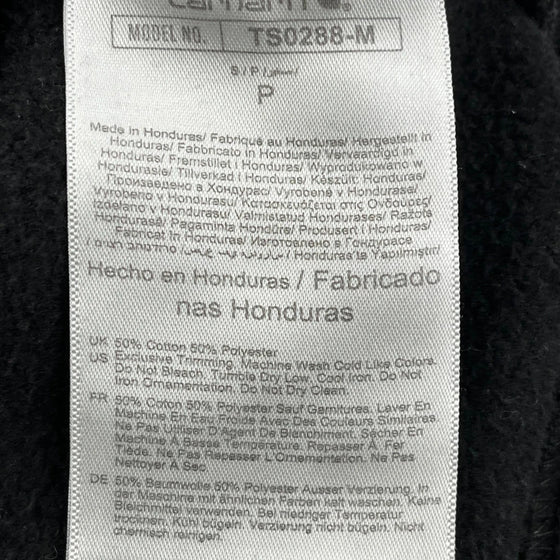 carhartt
MODEL NO. TS0288-M
S / P /
P
Made in Honduras/ Fabriqué au Honduras/ Hergestellt in
Honduras/ Fabbricato in Honduras/ Vervaardigd in
Honduras/ Fremstillet i Honduras/ Wyprodukowano w
Hondurasie/ Tillverkad i Honduras/ Készült: Honduras/
Произведено в Хондурас/ Vyrobené v Hondurase/
Vyrobeno v Hondurasu/ Κατασκευάζεται στις Ονδούρες/
Izdelano v Hondurasu/ Valmistatud Hondurases/ Ražots
Hondurasā/ Pagaminta Hondūre/ Produsert i Honduras/
Fabricat în Honduras/ Изготовлено в Гондурасе
/ Honduras'ta Yapılmıştır/
Hecho en Honduras / Fabricado
nas Honduras
UK 50% Cotton 50% Polyester
US Exclusive Trimming. Machine Wash Cold Like Colors.
Do Not Bleach. Tumble Dry Low. Cool Iron. Do Not
Iron Ornamentation. Do Not Dry Clean.
FR 50% Coton 50% Polyester Sauf Garnitures. Laver En
Machine En Eau Froide Avec Des Couleurs Similaires.
Ne Pas Utiliser D'Agent De Blanchiment. Sécher En
Machine À Basse Température. Repasser À Fer
Tiède. Ne Pas Repasser L'Ornementation. Ne Pas
Nettoyer À Sec
DE 50% Baumwolle 50% Polyester Ausser Verzierung. In
der Maschine mit ähnlichen Farben kalt waschen. Keine
Bleichmittel verwenden. Bei niedriger Temperatur
trocknen. Kühl bügeln. Verzierung nicht bügeln. Nicht
chemisch reinigen.